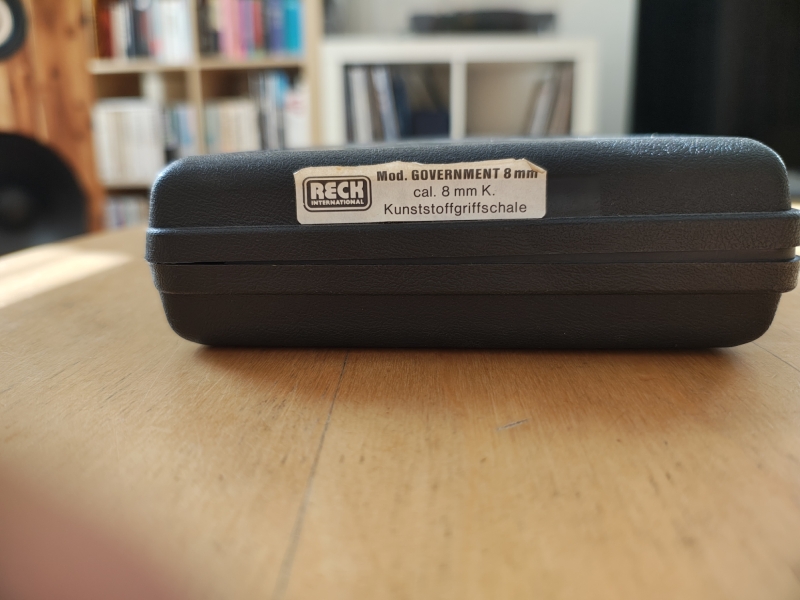 RECK
INTERNATIONAL
Mod. GOVERNMENT 8 mm
cal. 8 mm K.
Kunststoffgriffschale